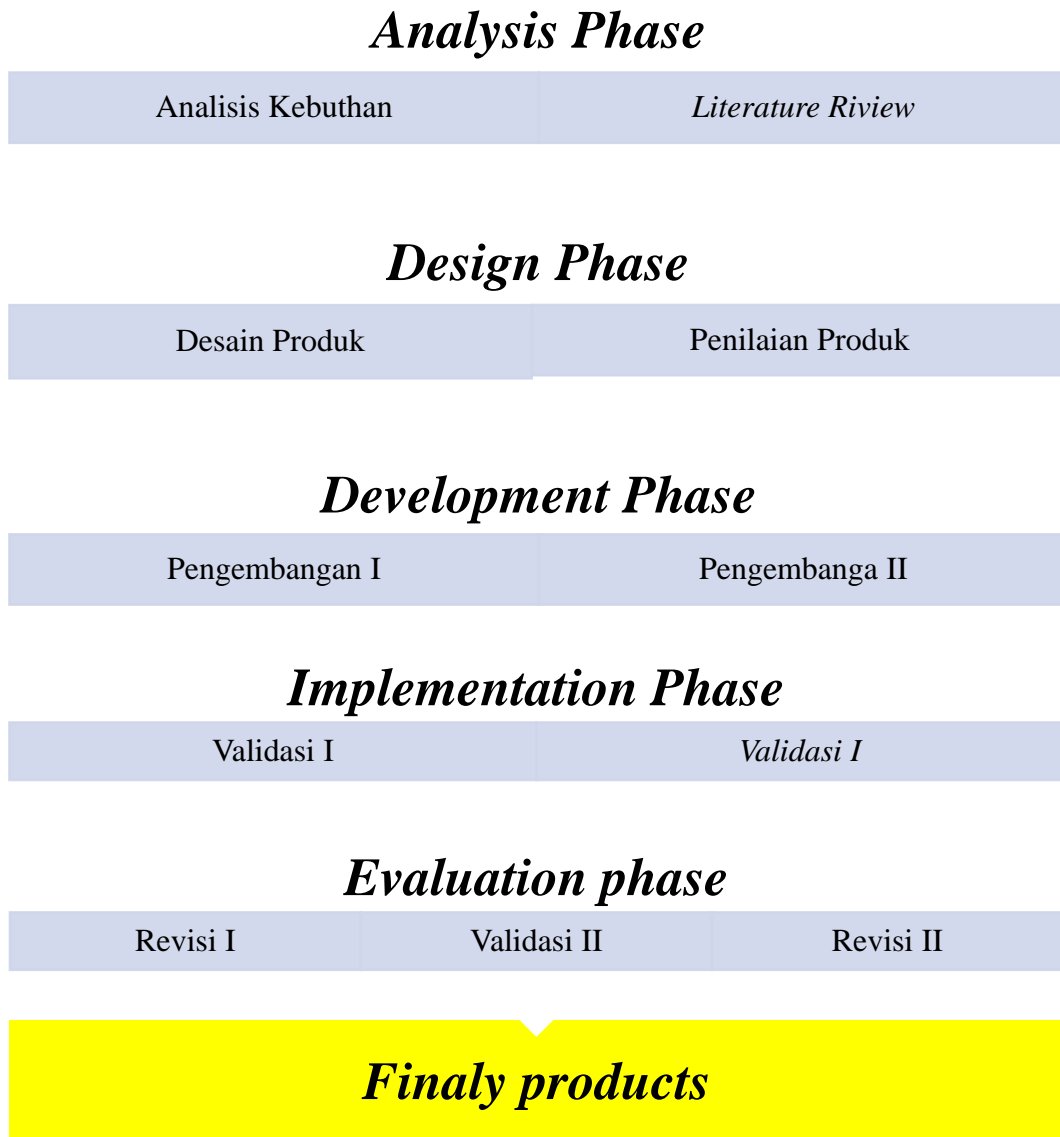 Analysis Phase
Analisis Kebuthan
Literature Riview
Design Phase
Desain Produk
Penilaian Produk
Development Phase
Pengembangan I
Pengembanga II
Implementation Phase
Validasi I
Validasi I
Evaluation phase
Revisi I
Validasi II
Revisi II
Finaly products